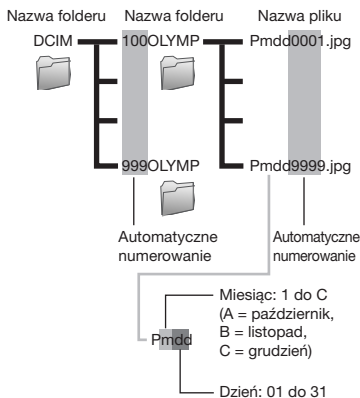 Nazwa folderu Nazwa folderu Nazwa pliku
DCIM 100OLYMP Pmdd0001.jpg
999OLYMP Pmdd9999.jpg
Automatyczne
numerowanie
Automatyczne
numerowanie
Miesiąc: 1 do C
(A = październik,
B = listopad,
C = grudzień)
Pmdd
Dzień: 01 do 31